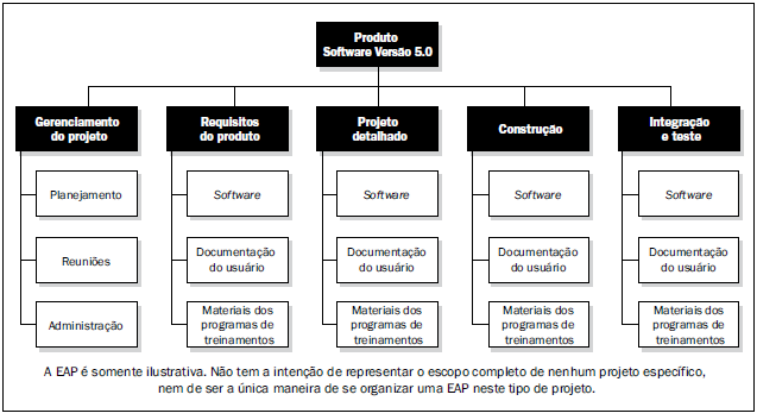 Produto
Software Versão 5.0
Gerenciamento
do projeto
Requisitos
do produto
Projeto
detalhado
Construção
Integração
e teste
Planejamento
Software
Software
Software
Software
Reuniões
Documentação
do usuário
Documentação
do usuário
Documentação
do usuário
Documentação
do usuário
Administração
Materiais dos
programas de
treinamentos
Materiais dos
programas de
treinamentos
Materiais dos
programas de
treinamentos
Materiais dos
programas de
treinamentos
A EAP é somente ilustrativa. Não tem a intenção de representar o escopo completo de nenhum projeto específico,
nem de ser a única maneira de se organizar uma EAP neste tipo de projeto.